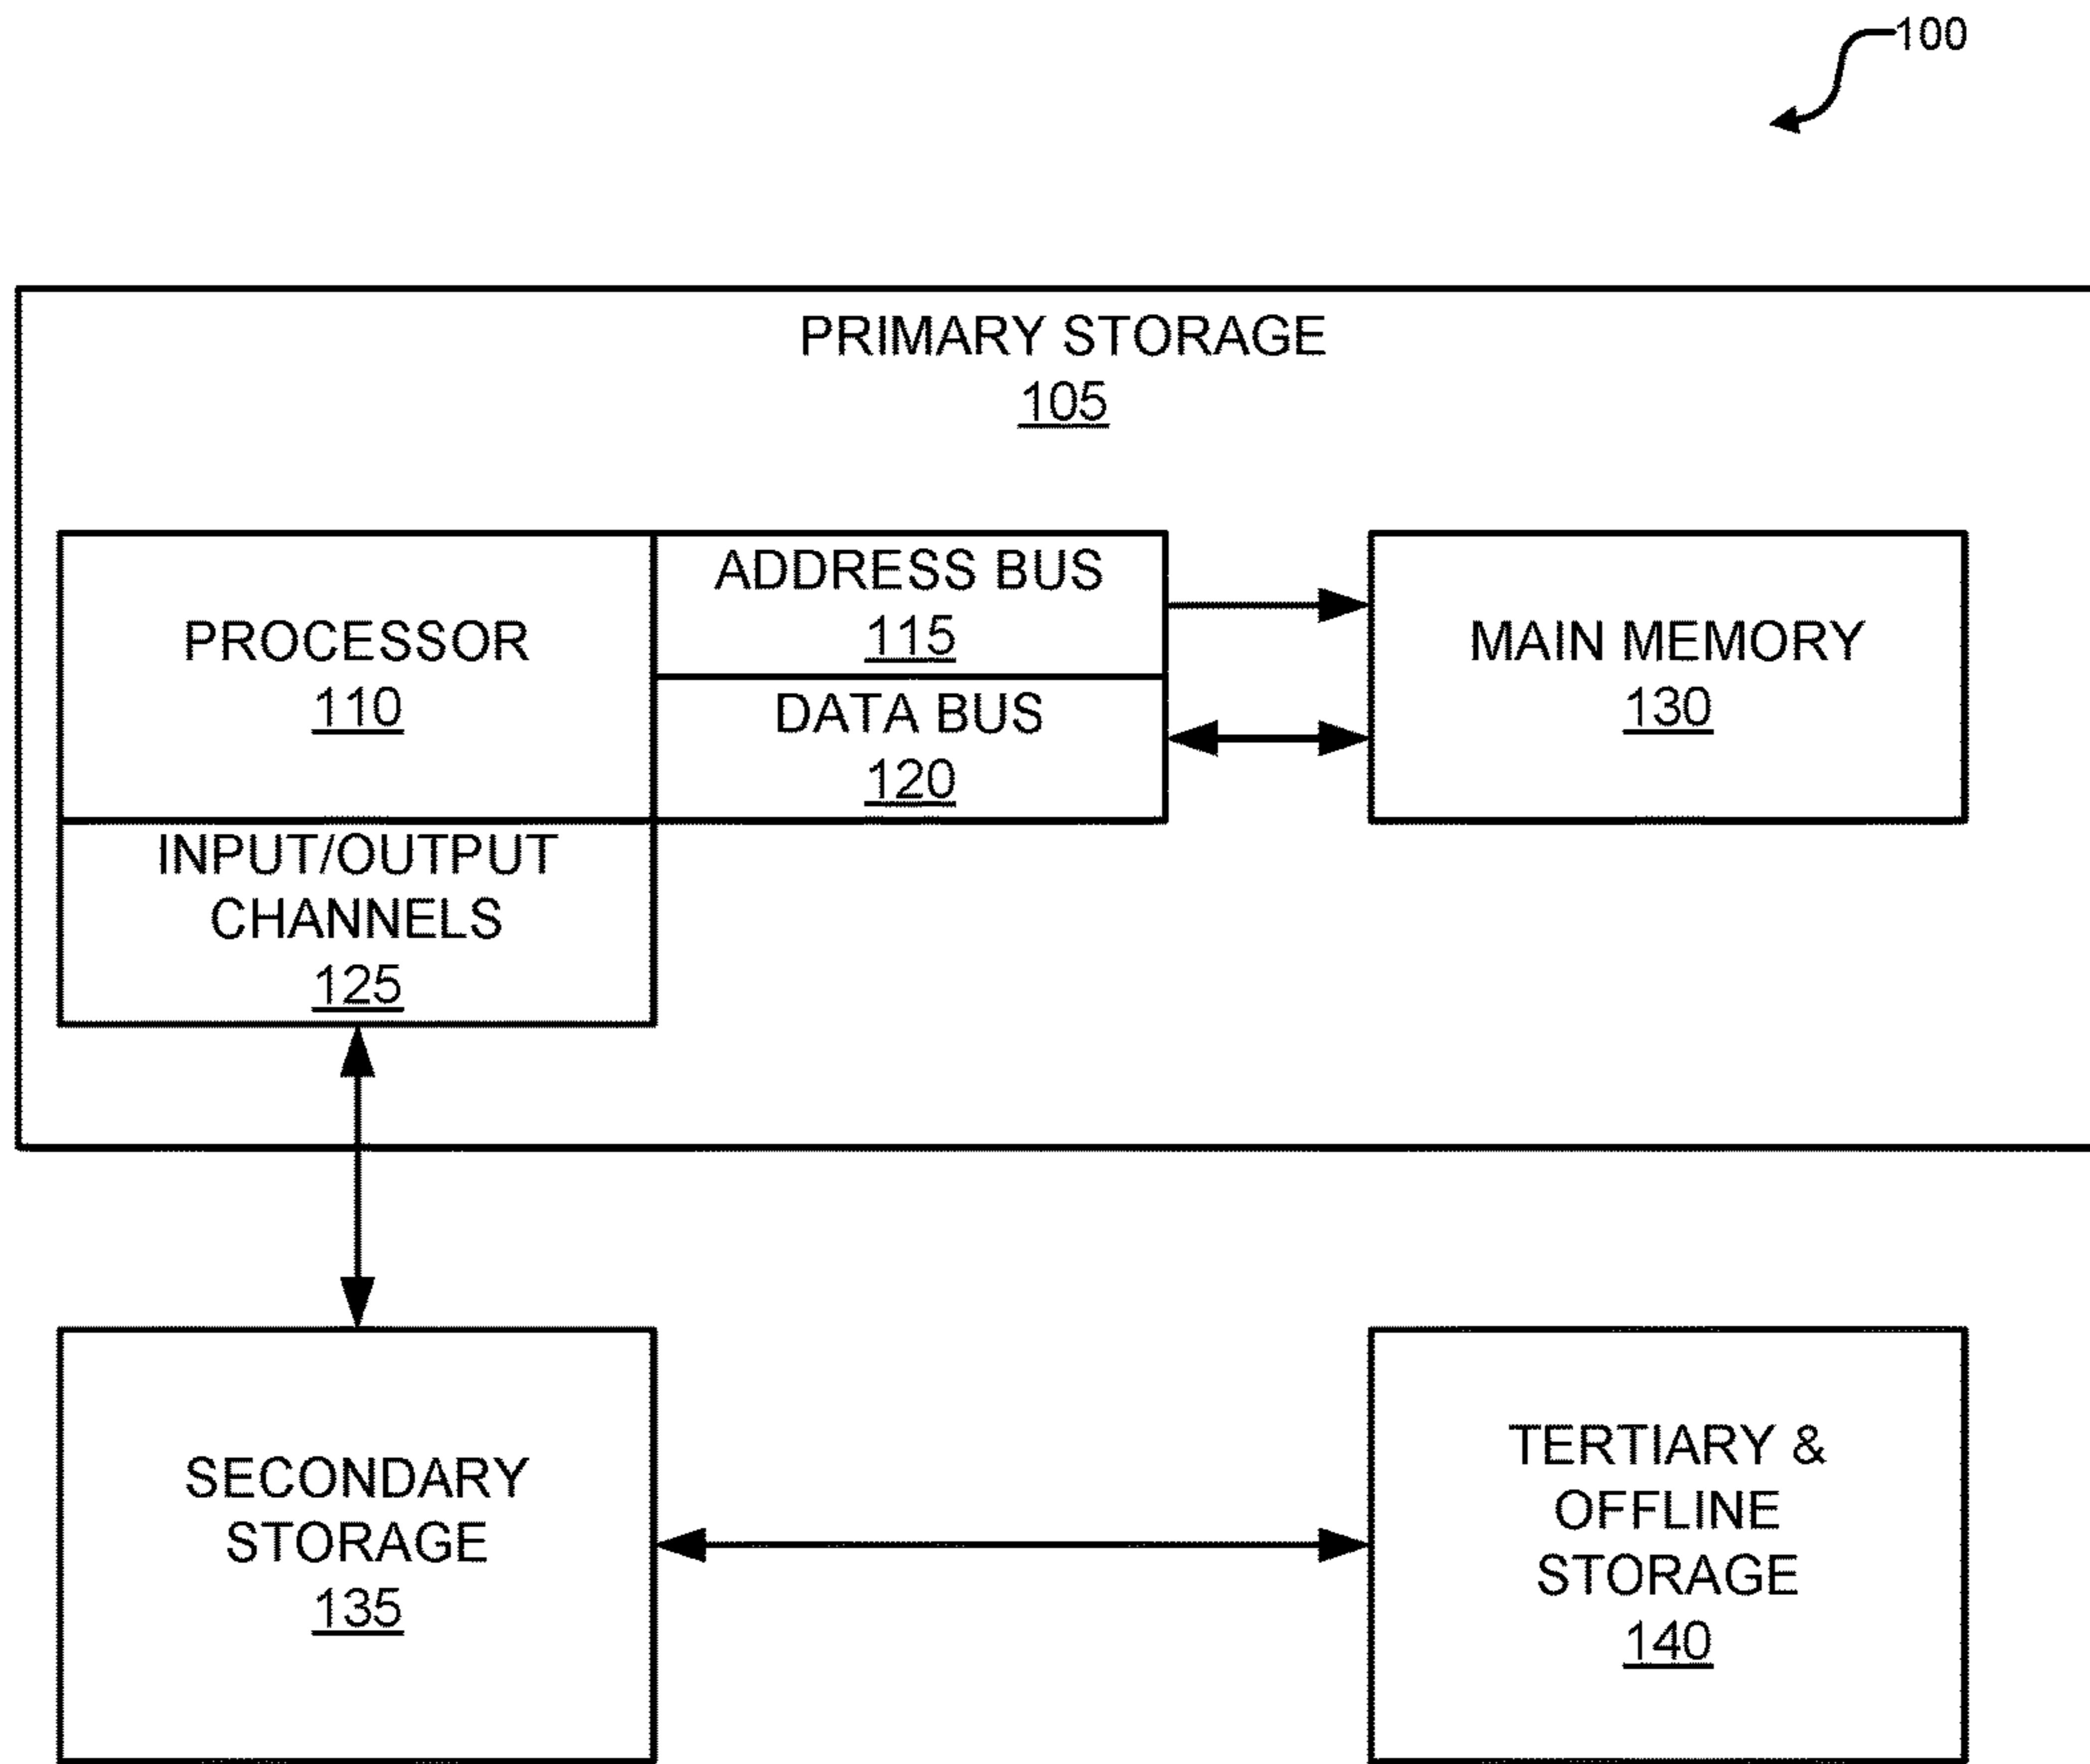 100
PRIMARY STORAGE
105
PROCESSOR
110
ADDRESS BUS
115
DATA BUS
120
MAIN MEMORY
130
INPUT/OUTPUT
CHANNELS
125
SECONDARY
STORAGE
135
TERTIARY &
OFFLINE
STORAGE
140